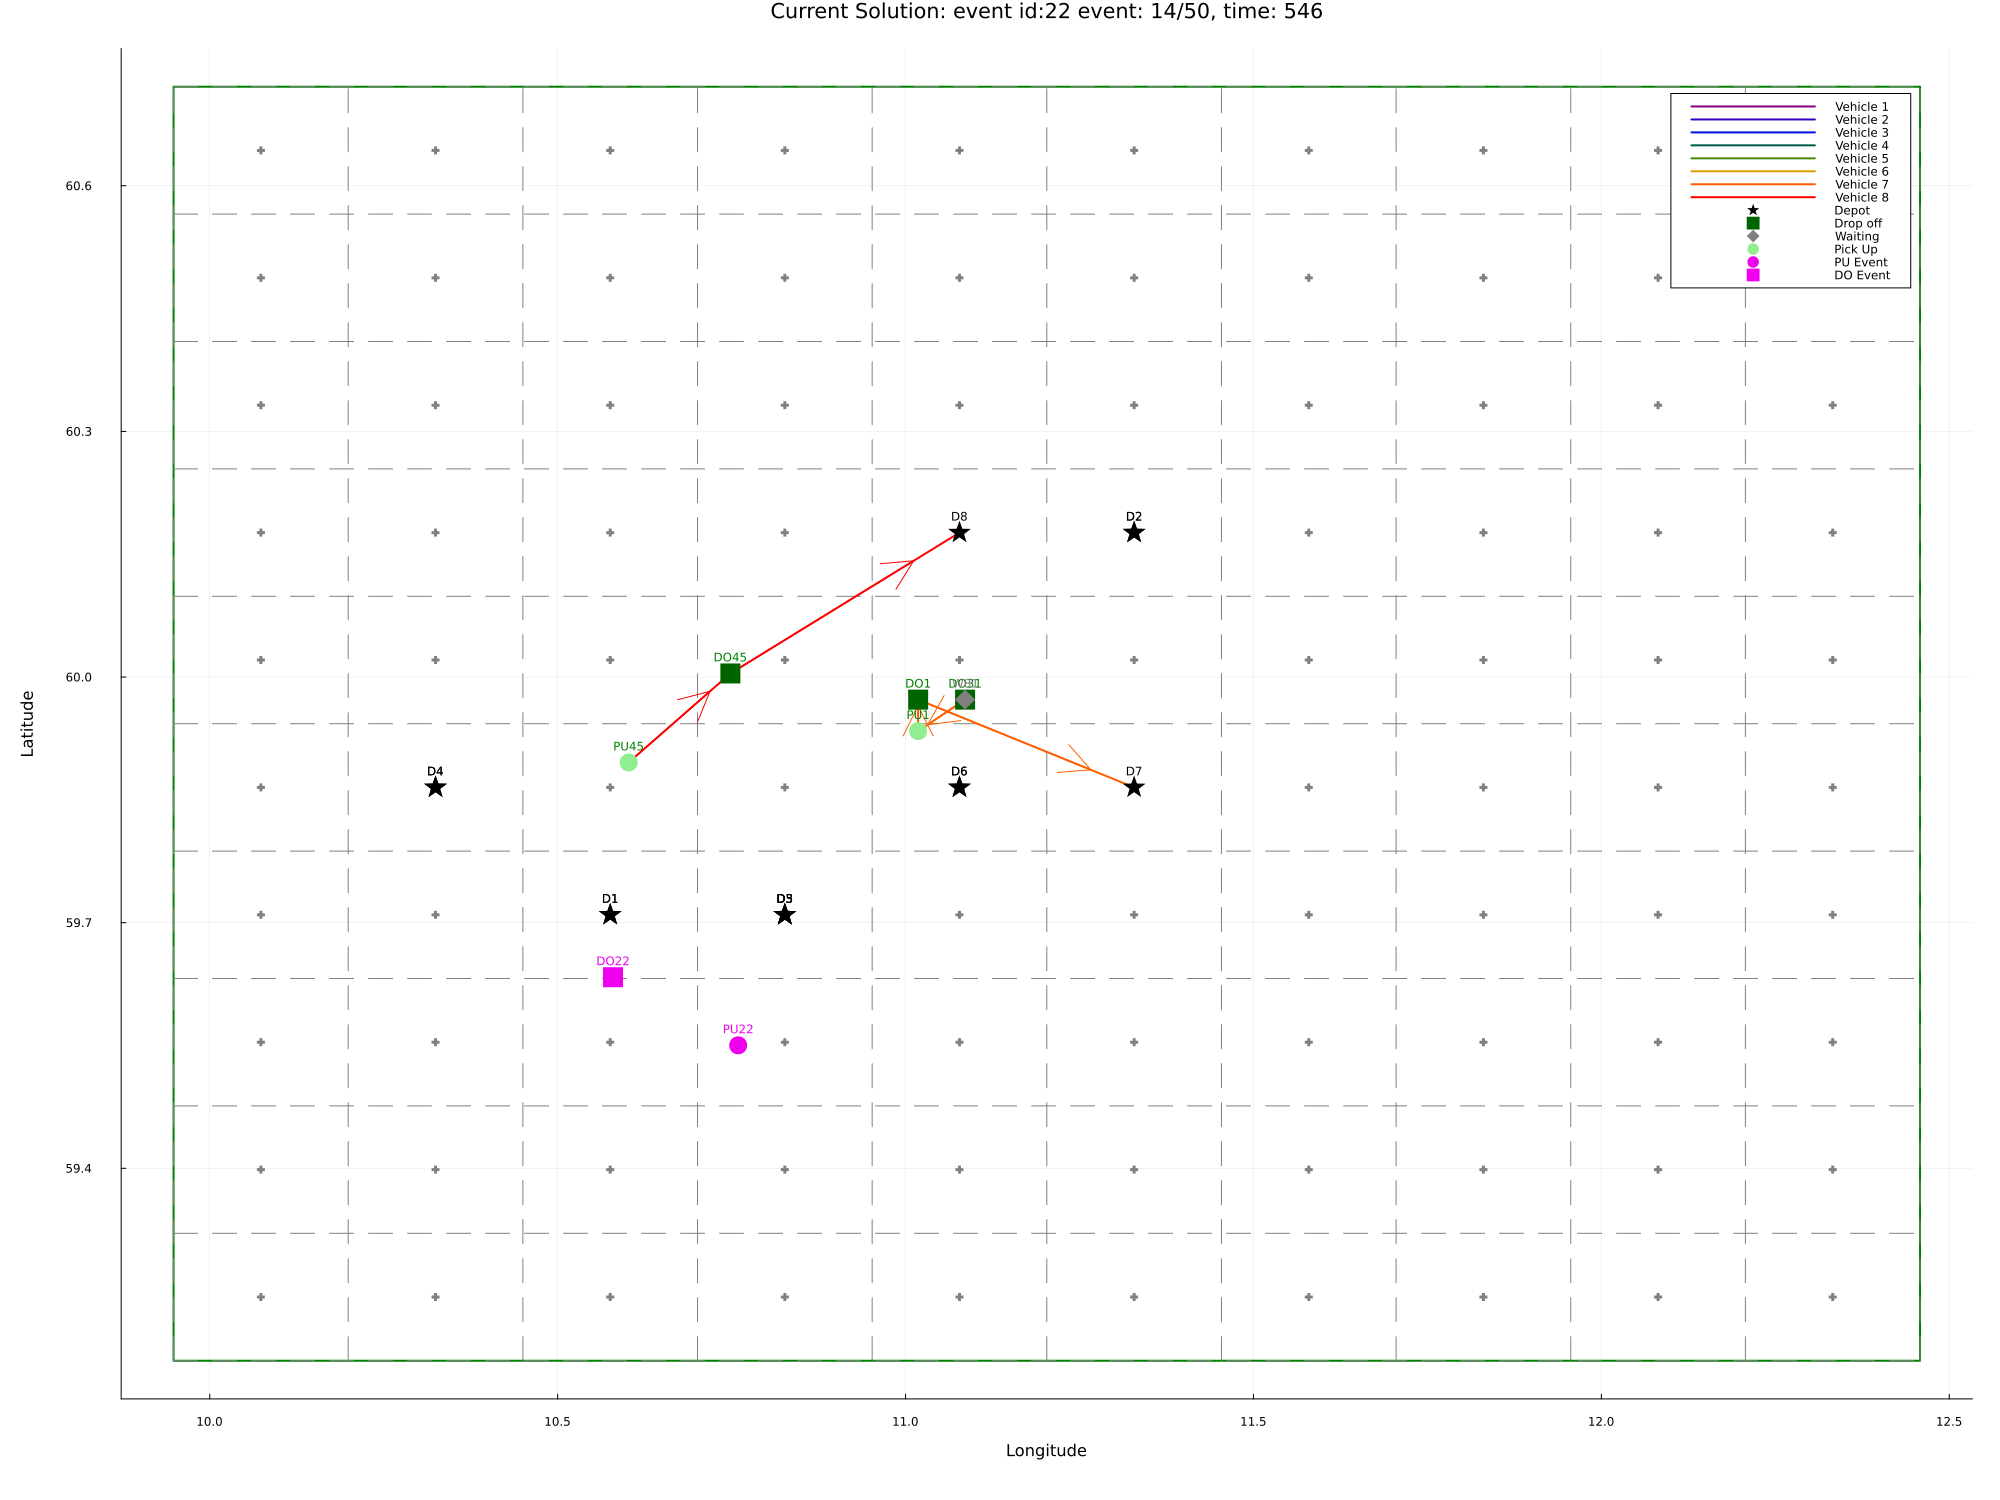 Current Solution: event id:22 event: 14/50, time: 546
Vehicle 1
Vehicle 2
Vehicle 3
Vehicle 4
Vehicle 5
Vehicle 6
Vehicle 7
Vehicle 8
Depot
Drop off
Waiting
Pick Up
PU Event
DO Event
60.6
60.3
60.0
59.7
59.4
Latitude
D8
D2
DO45
DO1
DO31
PU1
PU45
D4
D6
D7
D1
DO22
PU22
10.0
10.5
11.0
11.5
12.0
12.5
Longitude